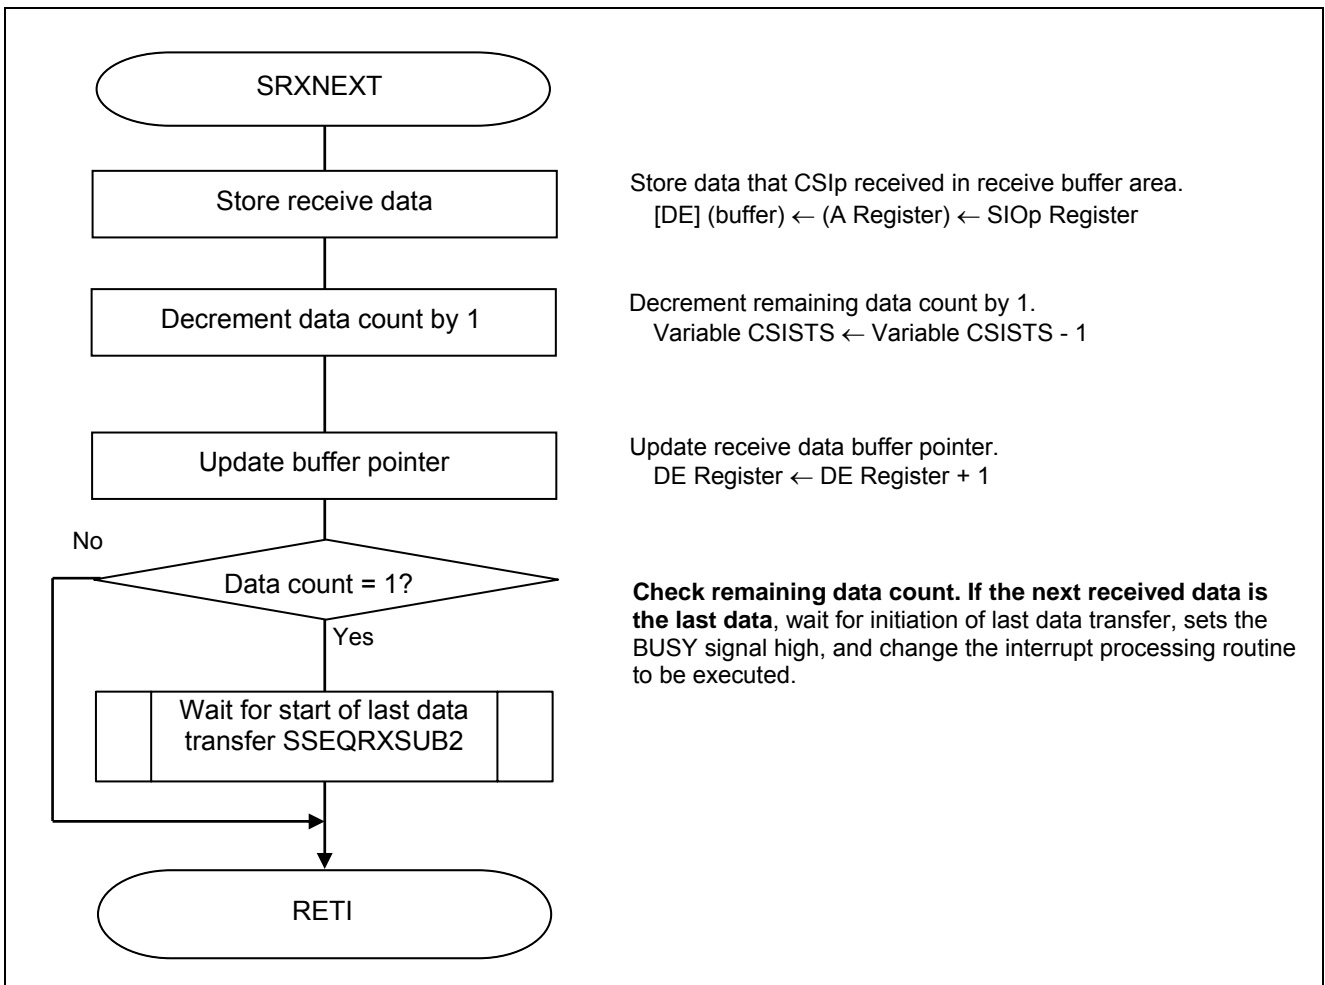 SRXNEXT
Store receive data
Store data that CSIp received in receive buffer area.
[DE] (buffer) ← (A Register) ← SIOp Register
Decrement data count by 1
Decrement remaining data count by 1.
Variable CSISTS ← Variable CSISTS - 1
Update buffer pointer
Update receive data buffer pointer.
DE Register ← DE Register + 1
No
Data count = 1?
Yes
Check remaining data count. If the next received data is
the last data, wait for initiation of last data transfer, sets the
BUSY signal high, and change the interrupt processing routine
to be executed.
Wait for start of last data
transfer SSEQRXSUB2
RETI